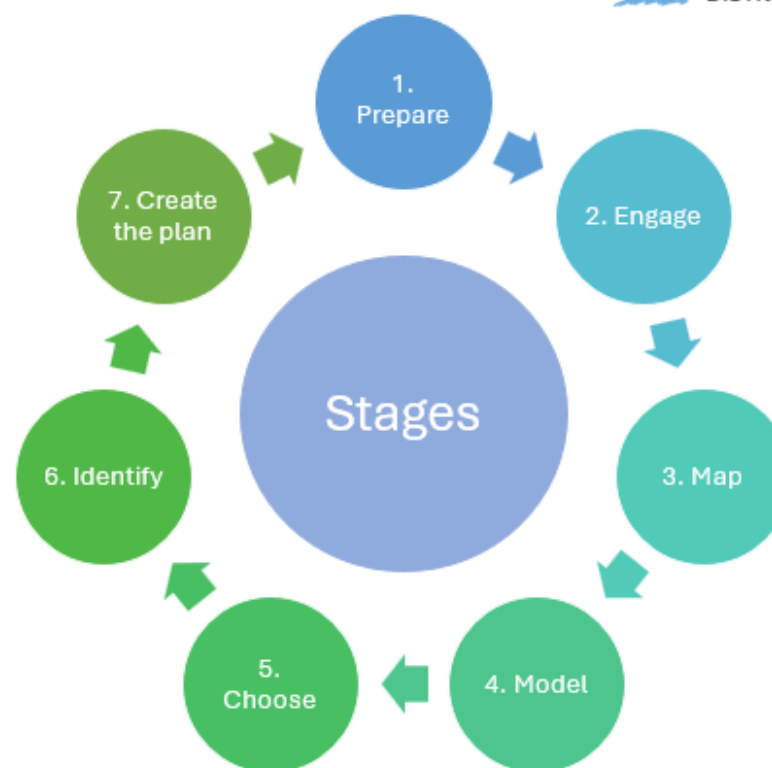 1.
Prepare
2. Engage
3. Map
4. Model
5.
Choose
6. Identify
7. Create
the plan
Stages